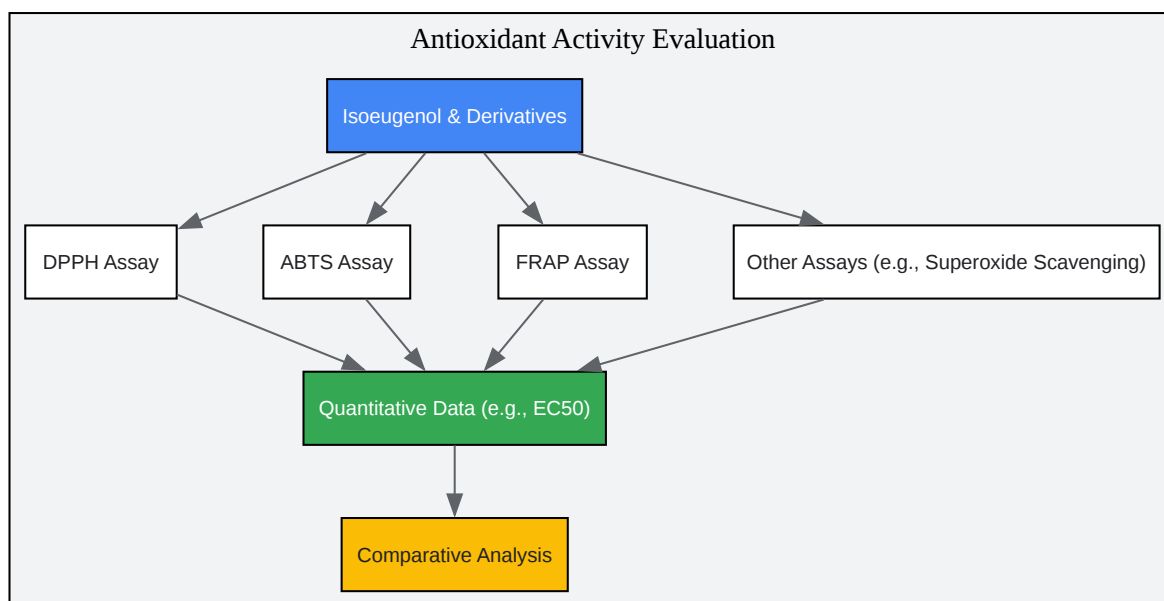 Antioxidant Activity Evaluation
Isoeugenol & Derivatives
DPPH Assay
ABTS Assay
FRAP Assay
Other Assays (e.g., Superoxide Scavenging)
Quantitative Data (e.g., EC50)
Comparative Analysis